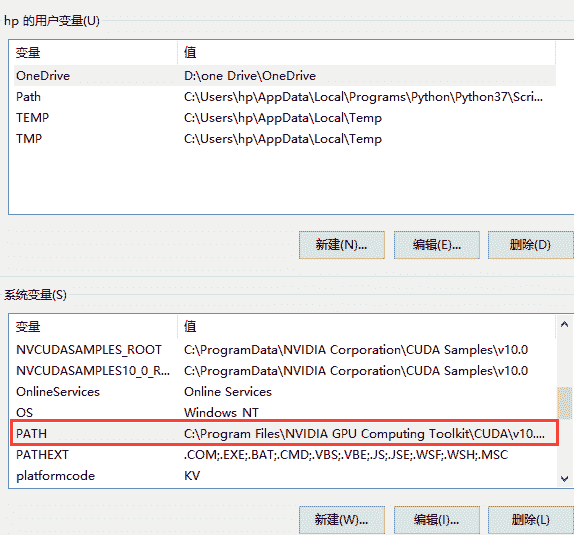 hp 的用户变量(U)
变量 值
OneDrive D:\one Drive\OneDrive
Path C:\Users\hp\AppData\Local\Programs\Python\Python37\Scri...
TEMP C:\Users\hp\AppData\Local\Temp
TMP C:\Users\hp\AppData\Local\Temp
新建(N)... 编辑(E)... 删除(D)
系统变量(S)
变量 值
NVCUDASAMPLES_ROOT C:\ProgramData\NVIDIA Corporation\CUDA Samples\v10.0
NVCUDASAMPLES10_0_R... C:\ProgramData\NVIDIA Corporation\CUDA Samples\v10.0
OnlineServices Online Services
OS Windows_NT
PATH C:\Program Files\NVIDIA GPU Computing Toolkit\CUDA\v10....
PATHEXT .COM;.EXE;.BAT;.CMD;.VBS;.VBE;.JS;.JSE;.WSF;.WSH;.MSC
platformcode KV
新建(W)... 编辑(I)... 删除(L)